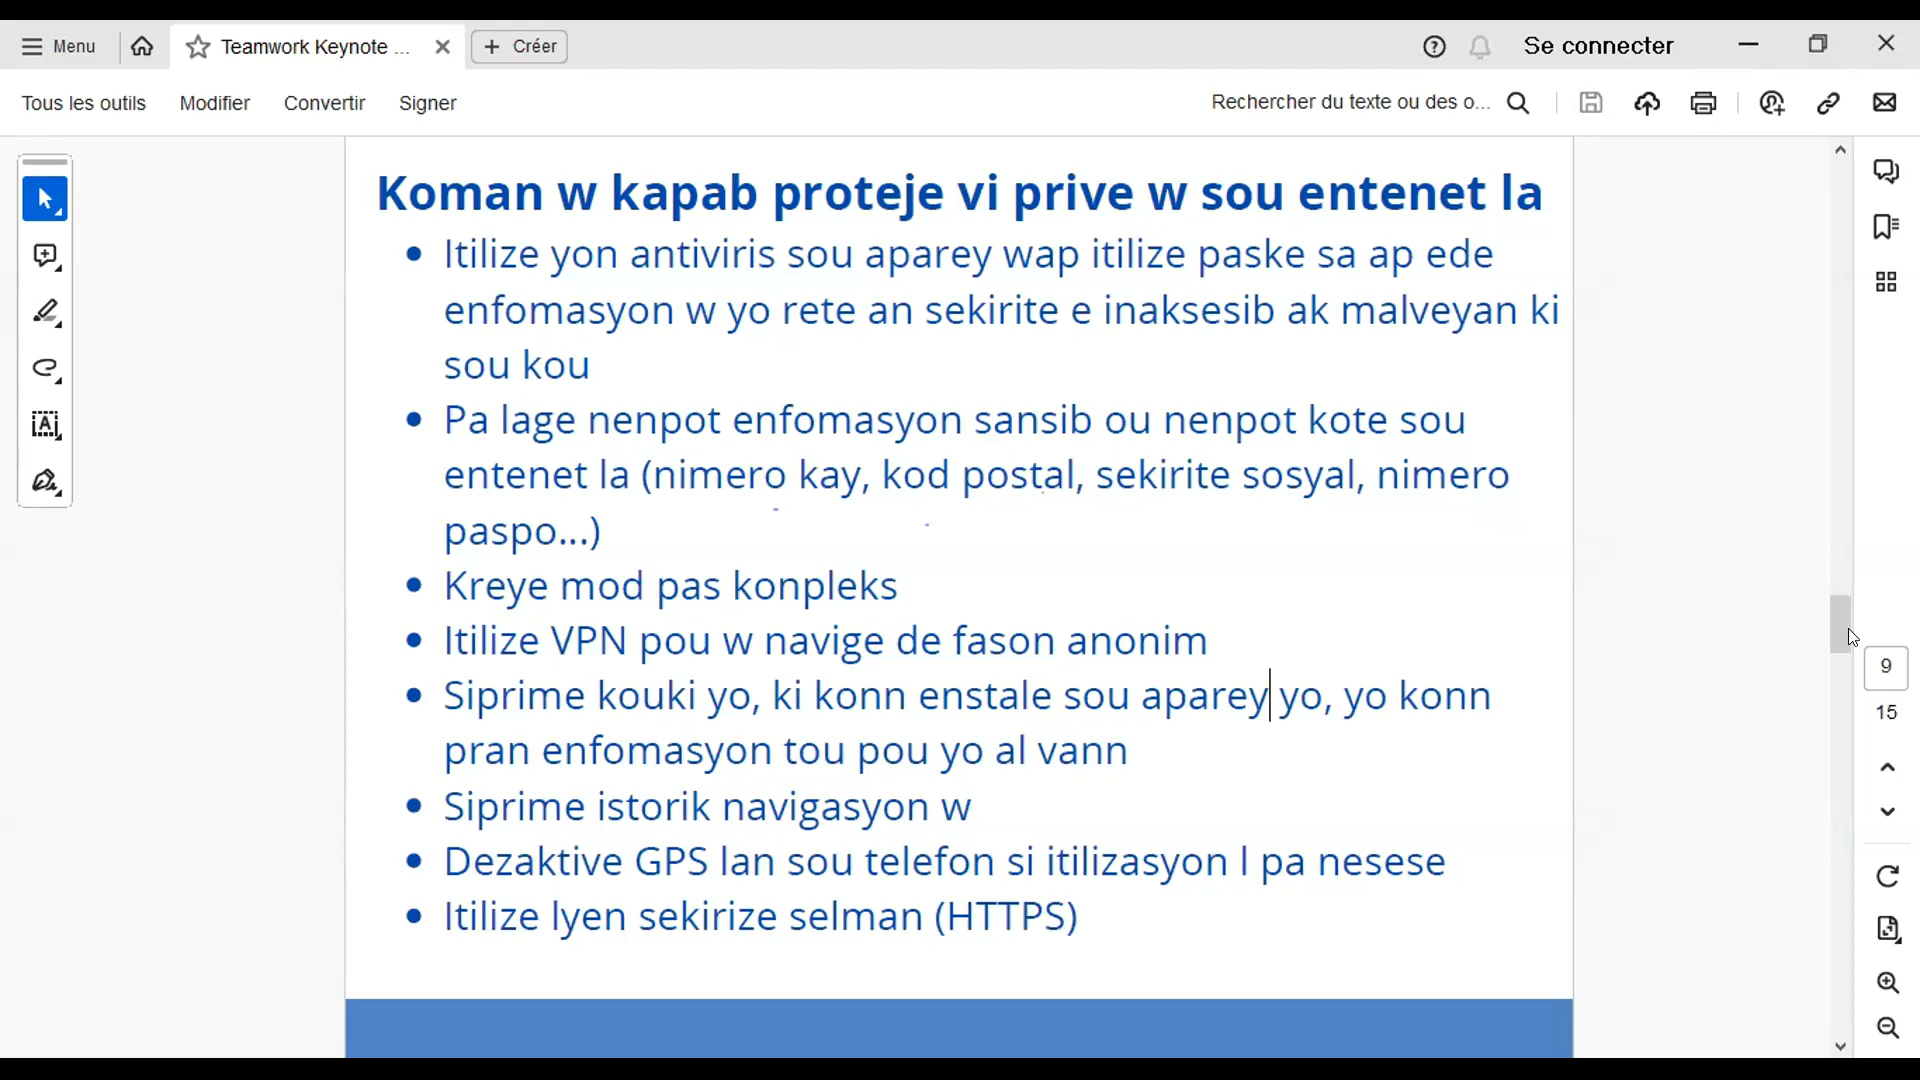 Menu
Teamwork Keynote ...
Créer
Se connecter
Tous les outils
Modifier
Convertir
Signer
Rechercher du texte ou des o...
Koman w kapab proteje vi prive w sou entenet la
Itilize yon antiviris sou aparey wap itilize paske sa ap ede
enfomasyon w yo rete an sekirite e inaksesib ak malveyan ki
sou kou
Pa lage nenpot enfomasyon sansib ou nenpot kote sou
entenet la (nimero kay, kod postal, sekirite sosyal, nimero
paspo...)
Kreye mod pas konpleks
Itilize VPN pou w navige de fason anonim
Siprime kouki yo, ki konn enstale sou aparey yo, yo konn
pran enfomasyon tou pou yo al vann
Siprime istorik navigasyon w
Dezaktive GPS lan sou telefon si itilizasyon l pa nesese
Itilize lyen sekirize selman (HTTPS)
9
15